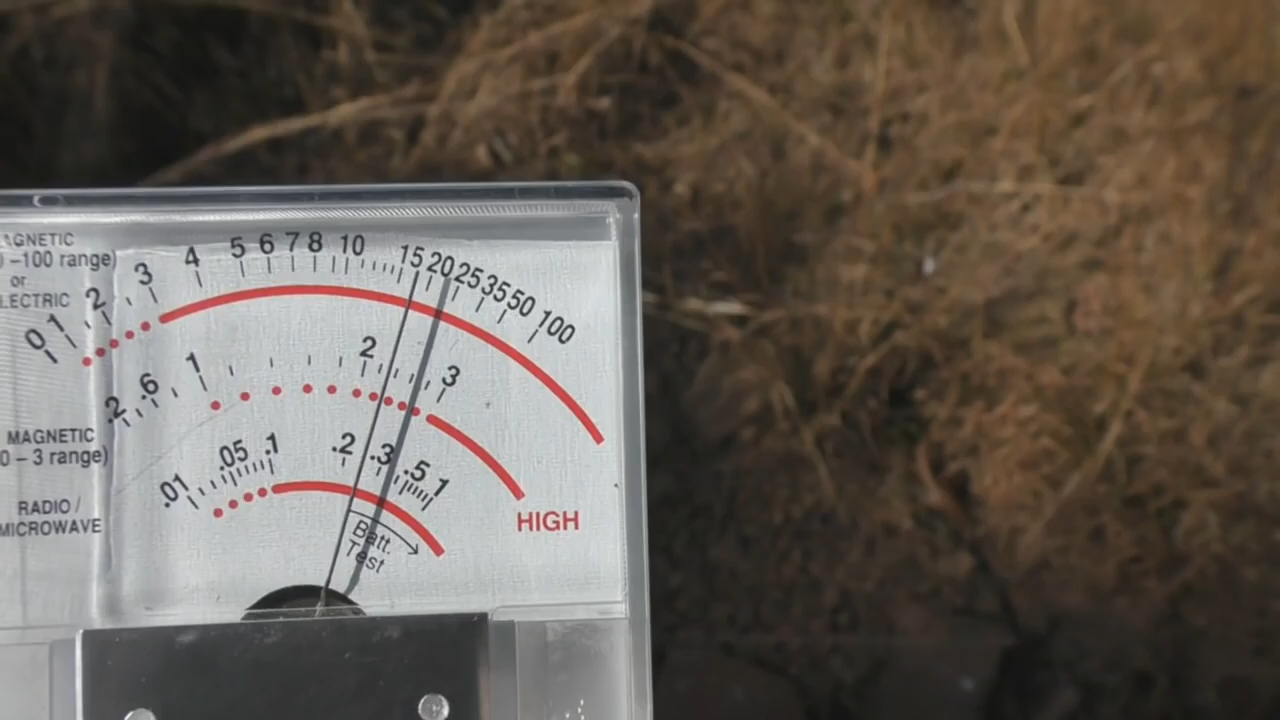 AGNETIC
0 –100 range)
or
LECTRIC
0 1 2 3 4 5 6 7 8 10 15 20 25 35 50 100
.2 .6 1 2 3
MAGNETIC
0 – 3 range)
.01 .05 .1 .2 .3 .5 1
RADIO /
MICROWAVE
HIGH
Batt.
Test